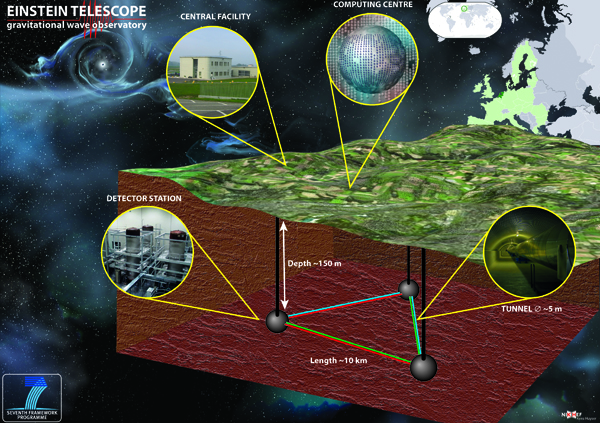 EINSTEIN TELESCOPE
gravitational wave observatory
CENTRAL FACILITY
COMPUTING CENTRE
DETECTOR STATION
Depth ~150 m
TUNNEL ∅ ~5 m
Length ~10 km
7
SEVENTH FRAMEWORK
PROGRAMME